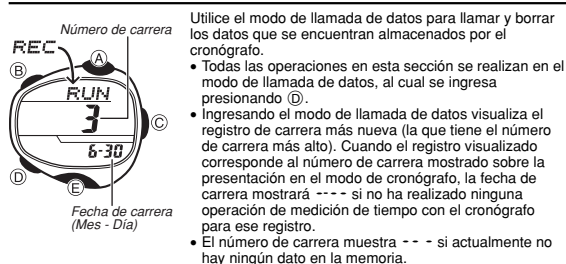 Número de carrera
REC
A
B
RUN
3
C
6-30
D
E
Fecha de carrera
(Mes - Día)
Utilice el modo de llamada de datos para llamar y borrar
los datos que se encuentran almacenados por el
cronógrafo.
• Todas las operaciones en esta sección se realizan en el
modo de llamada de datos, al cual se ingresa
presionando Ⓓ.
• Ingresando el modo de llamada de datos visualiza el
registro de carrera más nueva (la que tiene el número
de carrera más alto). Cuando el registro visualizado
corresponde al número de carrera mostrado sobre la
presentación en el modo de cronógrafo, la fecha de
carrera mostrará ---- si no ha realizado ninguna
operación de medición de tiempo con el cronógrafo
para ese registro.
• El número de carrera muestra --- si actualmente no
hay ningún dato en la memoria.